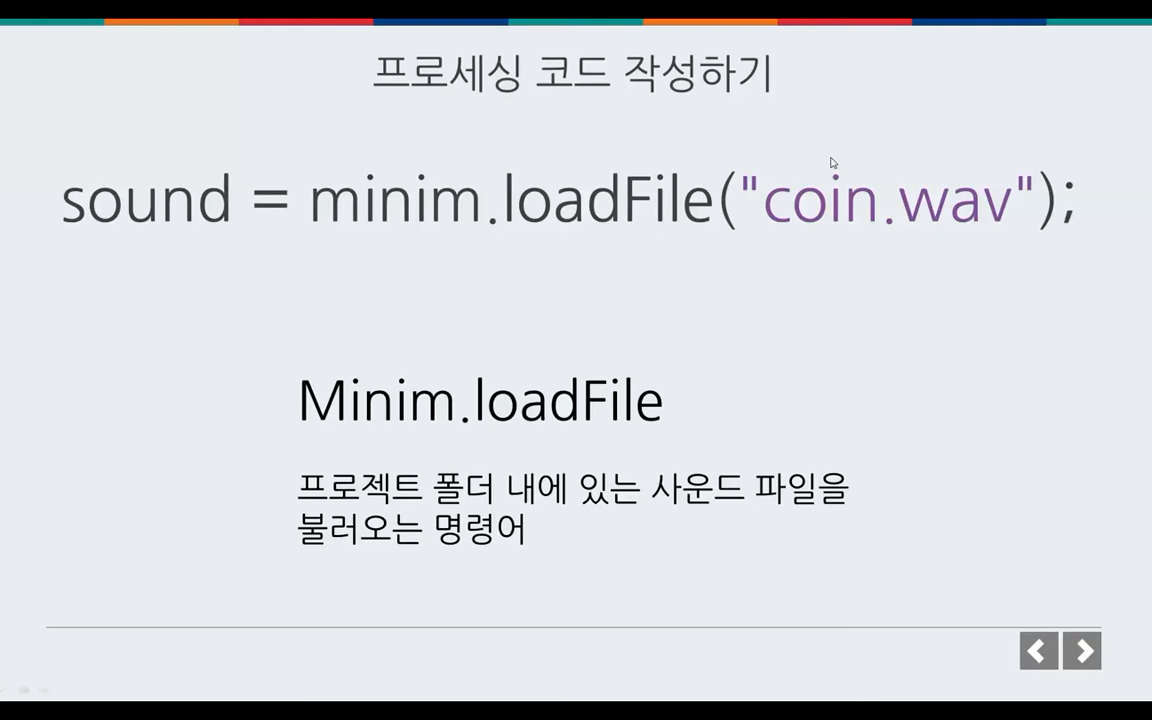 프로세싱 코드 작성하기
sound = minim.loadFile("coin.wav");
Minim.loadFile
프로젝트 폴더 내에 있는 사운드 파일을
불러오는 명령어